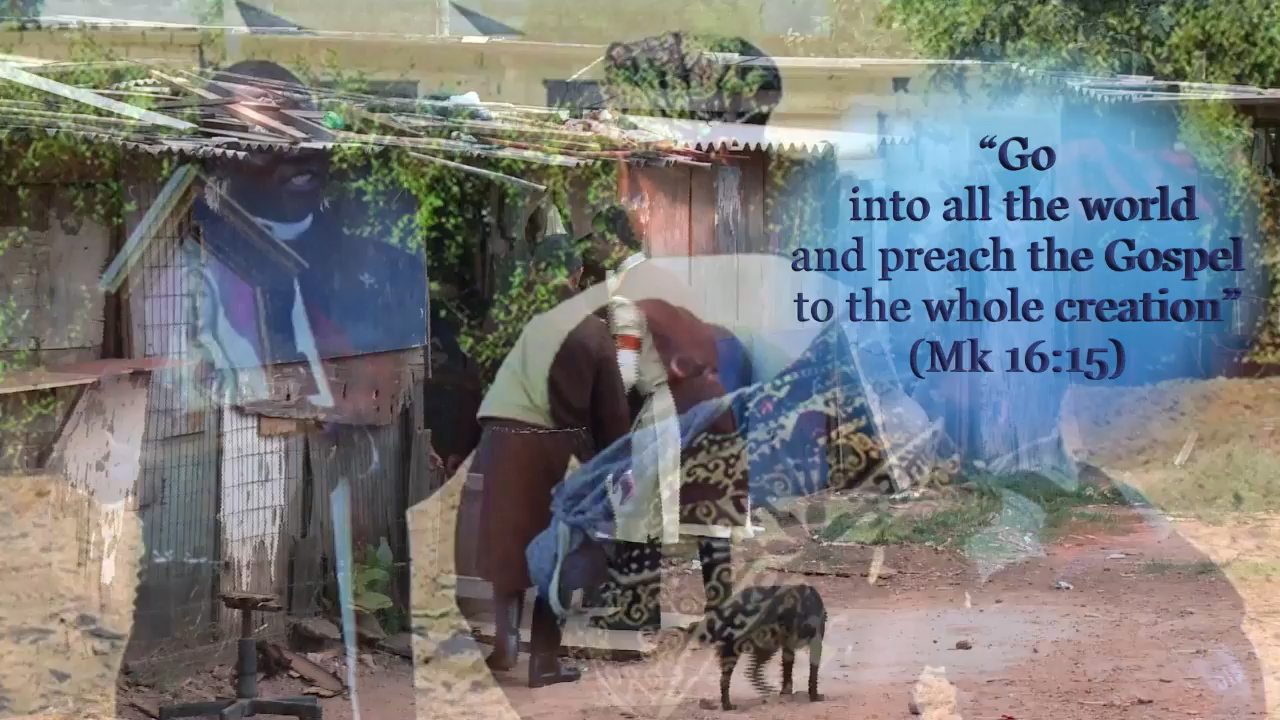 “Go
into all the world
and preach the Gospel
to the whole creation”
(Mk 16:15)